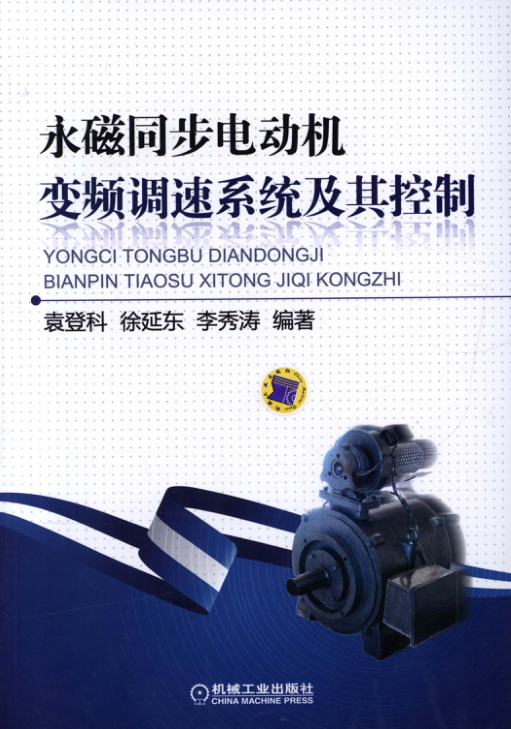 永磁同步电动机
变频调速系统及其控制
YONGCI TONGBU DIANDONGJI
BIANPIN TIAOSU XITONG JIQI KONGZHI
袁登科 徐延东 李秀涛 编著
机械工业出版社
CHINA MACHINE PRESS